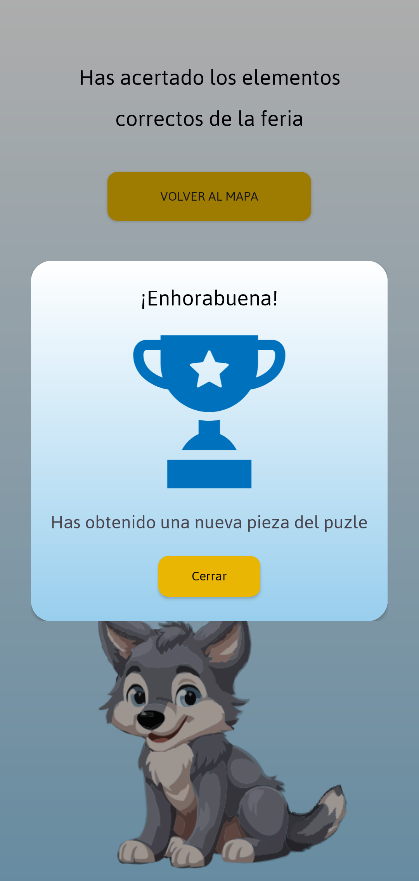 Has acertado los elementos
correctos de la feria
VOLVER AL MAPA
¡Enhorabuena!
Has obtenido una nueva pieza del puzle
Cerrar